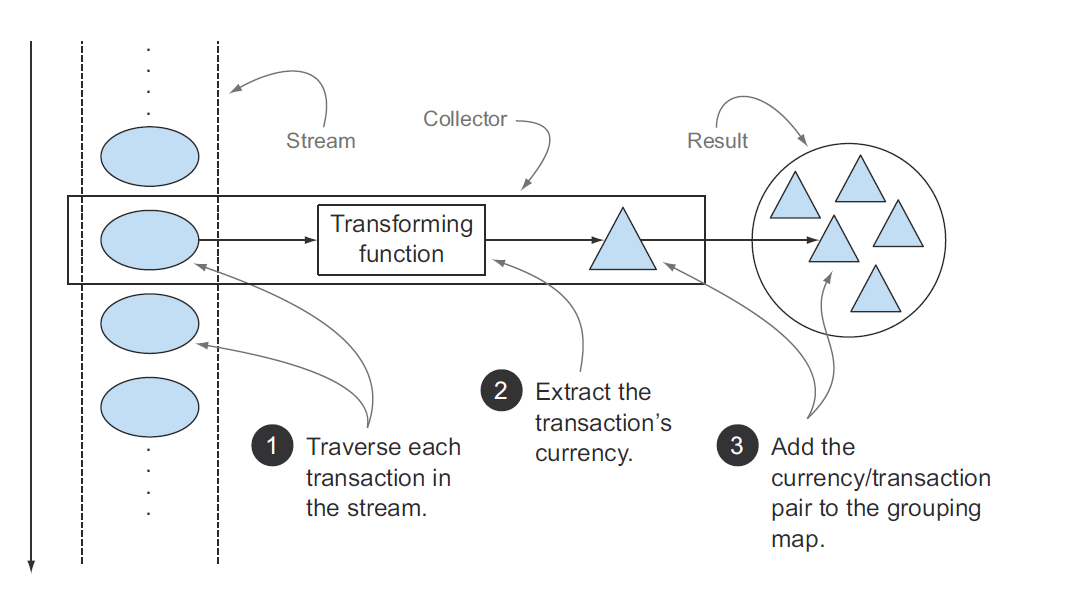 Stream
Collector
Result
Transforming
function
1
Traverse each
transaction in
the stream.
2
Extract the
transaction’s
currency.
3
Add the
currency/transaction
pair to the grouping
map.